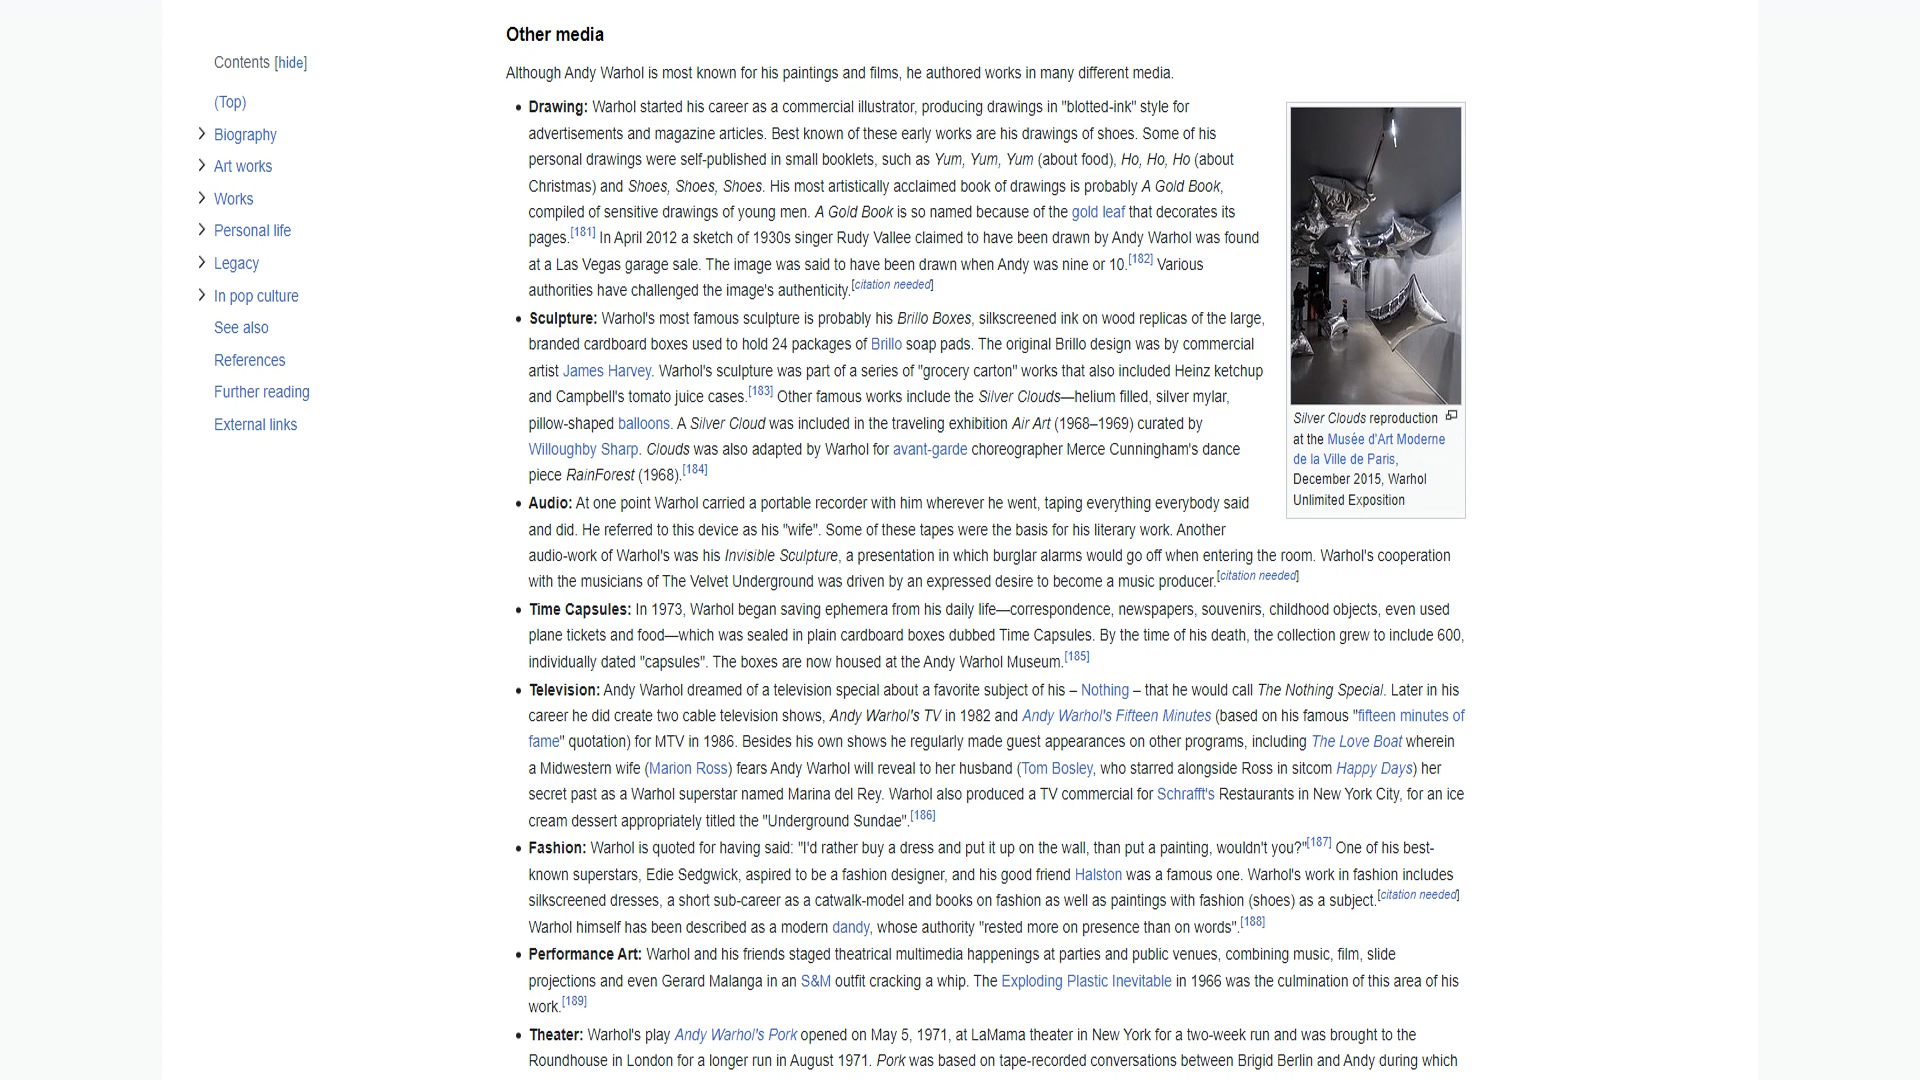 Contents [hide]
(Top)
Biography
Art works
Works
Personal life
Legacy
In pop culture
See also
References
Further reading
External links
Other media
Although Andy Warhol is most known for his paintings and films, he authored works in many different media.
• Drawing: Warhol started his career as a commercial illustrator, producing drawings in "blotted-ink" style for
advertisements and magazine articles. Best known of these early works are his drawings of shoes. Some of his
personal drawings were self-published in small booklets, such as Yum, Yum, Yum (about food), Ho, Ho, Ho (about
Christmas) and Shoes, Shoes, Shoes. His most artistically acclaimed book of drawings is probably A Gold Book,
compiled of sensitive drawings of young men. A Gold Book is so named because of the gold leaf that decorates its
pages.[181] In April 2012 a sketch of 1930s singer Rudy Vallee claimed to have been drawn by Andy Warhol was found
at a Las Vegas garage sale. The image was said to have been drawn when Andy was nine or 10.[182] Various
authorities have challenged the image's authenticity.[citation needed]
• Sculpture: Warhol's most famous sculpture is probably his Brillo Boxes, silkscreened ink on wood replicas of the large,
branded cardboard boxes used to hold 24 packages of Brillo soap pads. The original Brillo design was by commercial
artist James Harvey. Warhol's sculpture was part of a series of "grocery carton" works that also included Heinz ketchup
and Campbell's tomato juice cases.[183] Other famous works include the Silver Clouds—helium filled, silver mylar,
pillow-shaped balloons. A Silver Cloud was included in the traveling exhibition Air Art (1968–1969) curated by
Willoughby Sharp. Clouds was also adapted by Warhol for avant-garde choreographer Merce Cunningham's dance
piece RainForest (1968).[184]
• Audio: At one point Warhol carried a portable recorder with him wherever he went, taping everything everybody said
and did. He referred to this device as his "wife". Some of these tapes were the basis for his literary work. Another
audio-work of Warhol's was his Invisible Sculpture, a presentation in which burglar alarms would go off when entering the room. Warhol's cooperation
with the musicians of The Velvet Underground was driven by an expressed desire to become a music producer.[citation needed]
• Time Capsules: In 1973, Warhol began saving ephemera from his daily life—correspondence, newspapers, souvenirs, childhood objects, even used
plane tickets and food—which was sealed in plain cardboard boxes dubbed Time Capsules. By the time of his death, the collection grew to include 600,
individually dated "capsules". The boxes are now housed at the Andy Warhol Museum.[185]
• Television: Andy Warhol dreamed of a television special about a favorite subject of his – Nothing – that he would call The Nothing Special. Later in his
career he did create two cable television shows, Andy Warhol's TV in 1982 and Andy Warhol's Fifteen Minutes (based on his famous "fifteen minutes of
fame" quotation) for MTV in 1986. Besides his own shows he regularly made guest appearances on other programs, including The Love Boat wherein
a Midwestern wife (Marion Ross) fears Andy Warhol will reveal to her husband (Tom Bosley, who starred alongside Ross in sitcom Happy Days) her
secret past as a Warhol superstar named Marina del Rey. Warhol also produced a TV commercial for Schrafft's Restaurants in New York City, for an ice
cream dessert appropriately titled the "Underground Sundae".[186]
• Fashion: Warhol is quoted for having said: "I'd rather buy a dress and put it up on the wall, than put a painting, wouldn't you?"[187] One of his best-
known superstars, Edie Sedgwick, aspired to be a fashion designer, and his good friend Halston was a famous one. Warhol's work in fashion includes
silkscreened dresses, a short sub-career as a catwalk-model and books on fashion as well as paintings with fashion (shoes) as a subject.[citation needed]
Warhol himself has been described as a modern dandy, whose authority "rested more on presence than on words".[188]
• Performance Art: Warhol and his friends staged theatrical multimedia happenings at parties and public venues, combining music, film, slide
projections and even Gerard Malanga in an S&M outfit cracking a whip. The Exploding Plastic Inevitable in 1966 was the culmination of this area of his
work.[189]
• Theater: Warhol's play Andy Warhol's Pork opened on May 5, 1971, at LaMama theater in New York for a two-week run and was brought to the
Roundhouse in London for a longer run in August 1971. Pork was based on tape-recorded conversations between Brigid Berlin and Andy during which
Silver Clouds reproduction
at the Musée d'Art Moderne
de la Ville de Paris,
December 2015, Warhol
Unlimited Exposition